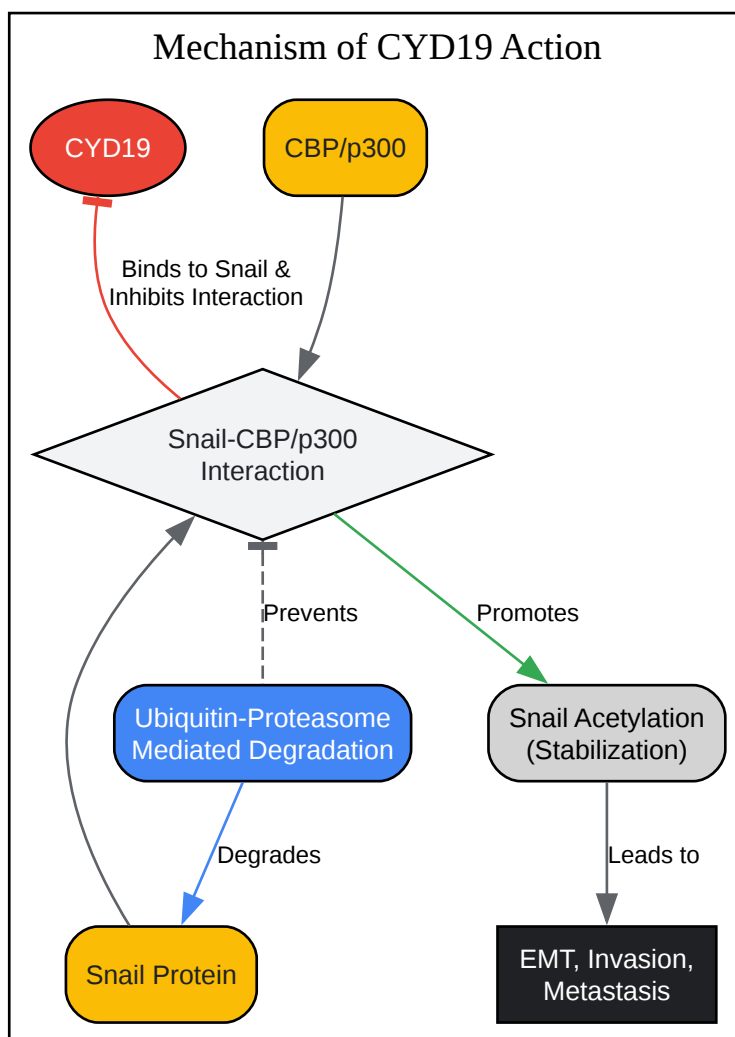 Mechanism of CYD19 Action
CYD19
CBP/p300
Binds to Snail &
Inhibits Interaction
Snail-CBP/p300
Interaction
Prevents
Promotes
Ubiquitin-Proteasome
Mediated Degradation
Snail Acetylation
(Stabilization)
Degrades
Leads to
Snail Protein
EMT, Invasion,
Metastasis